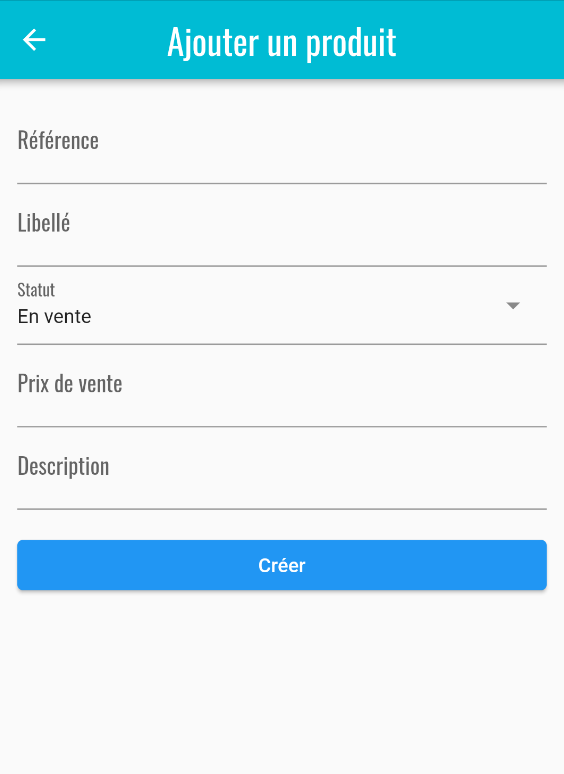 Ajouter un produit
Référence
Libellé
Statut
En vente
Prix de vente
Description
Créer